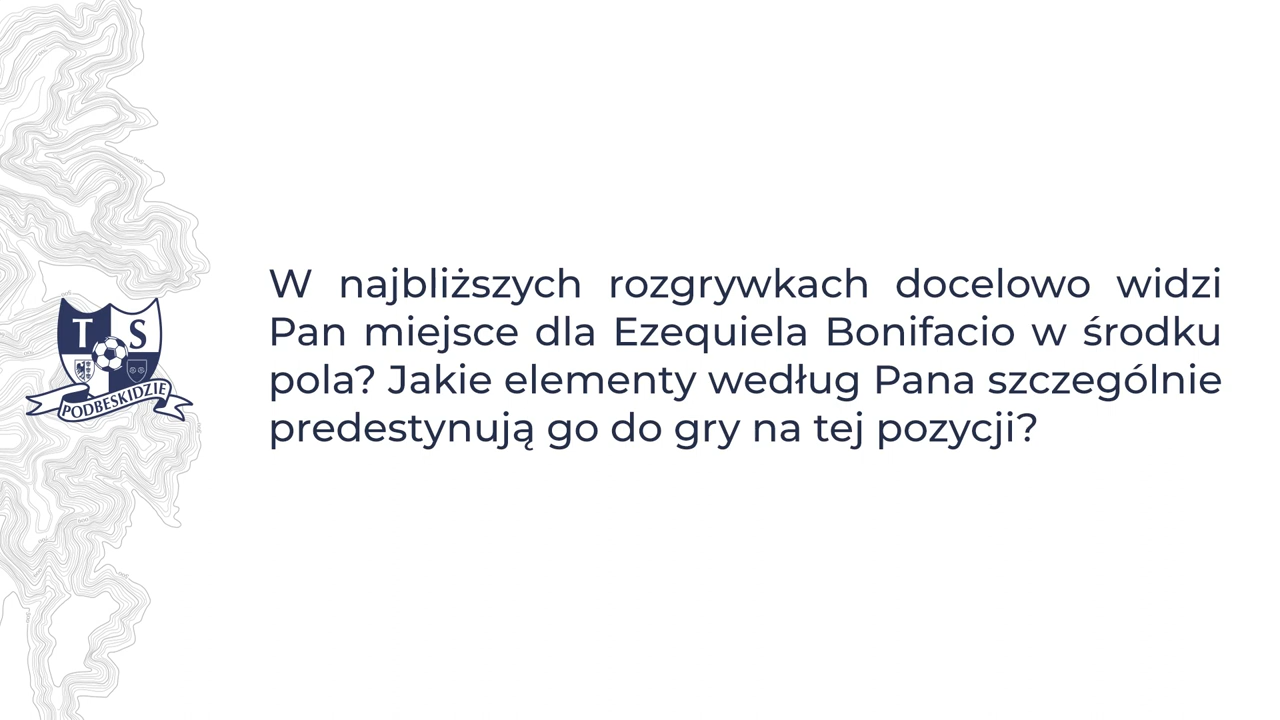 T S
PODBESKIDZIE
W najbliższych rozgrywkach docelowo widzi
Pan miejsce dla Ezequiela Bonifacio w środku
pola? Jakie elementy według Pana szczególnie
predestynują go do gry na tej pozycji?